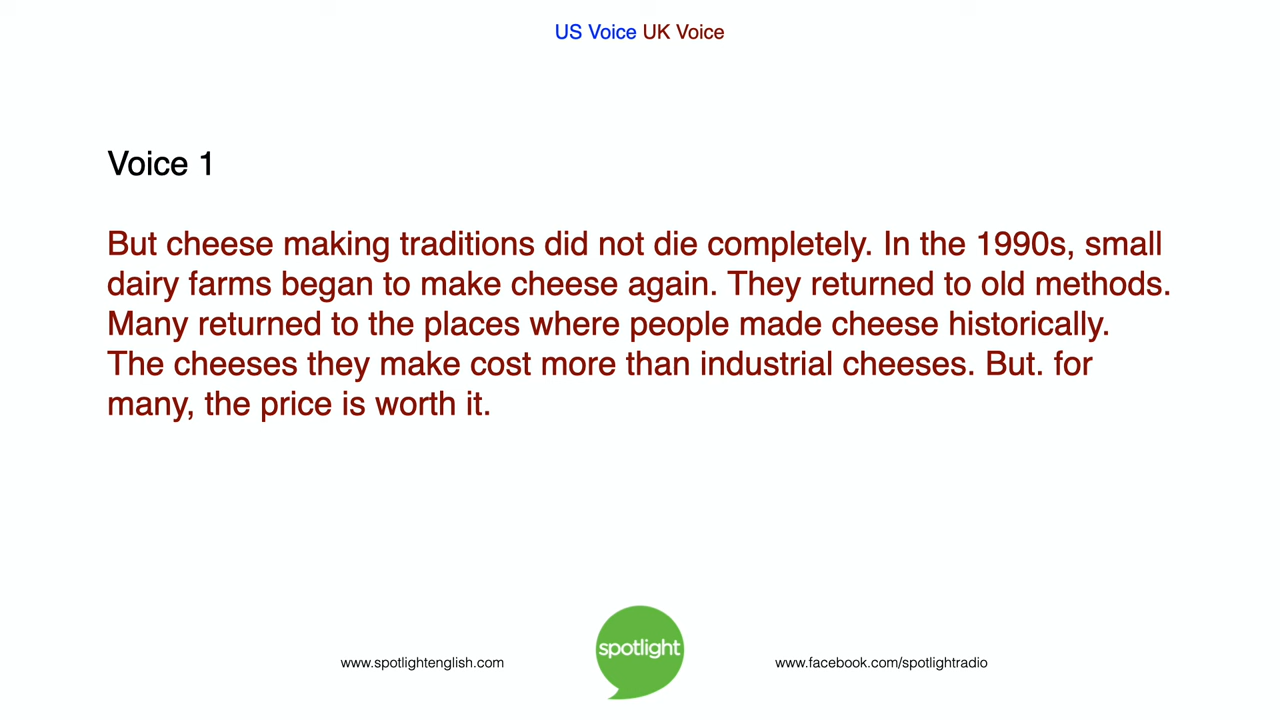 US Voice UK Voice
Voice 1
But cheese making traditions did not die completely. In the 1990s, small
dairy farms began to make cheese again. They returned to old methods.
Many returned to the places where people made cheese historically.
The cheeses they make cost more than industrial cheeses. But. for
many, the price is worth it.
www.spotlightenglish.com
spotlight
www.facebook.com/spotlightradio